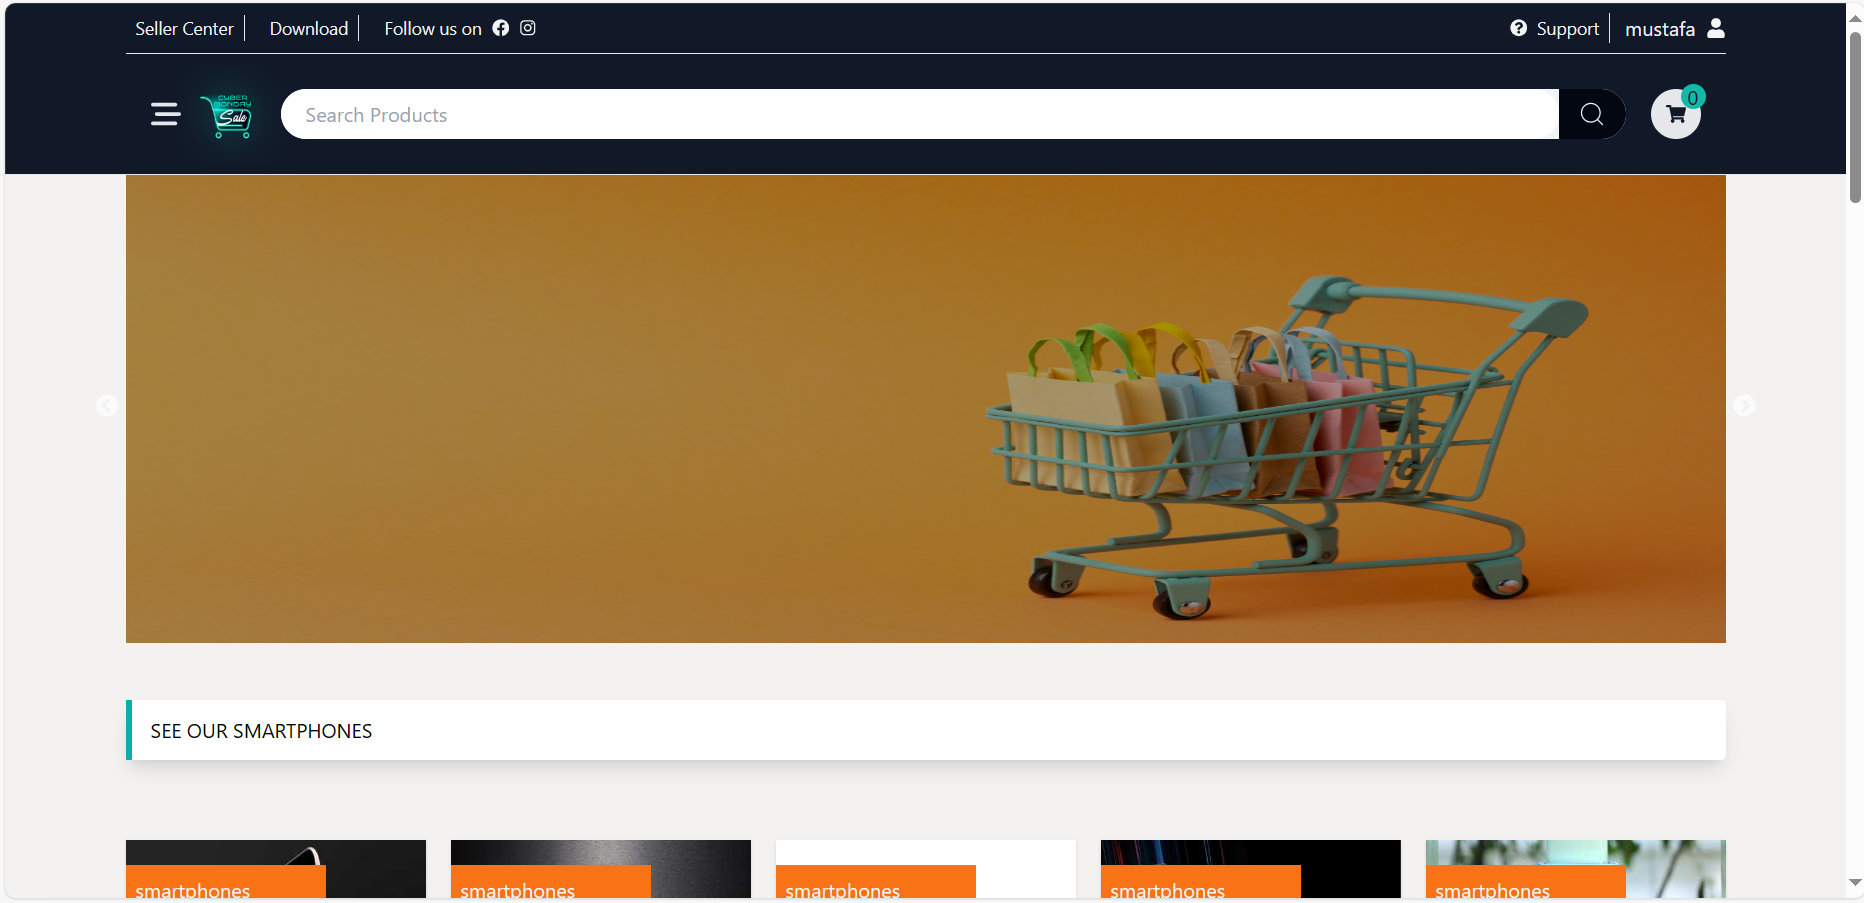 Seller Center
Download
Follow us on
Support
mustafa
CYBER
MONDAY
Sale
Search Products
0
SEE OUR SMARTPHONES
smartphones
smartphones
smartphones
smartphones
smartphones